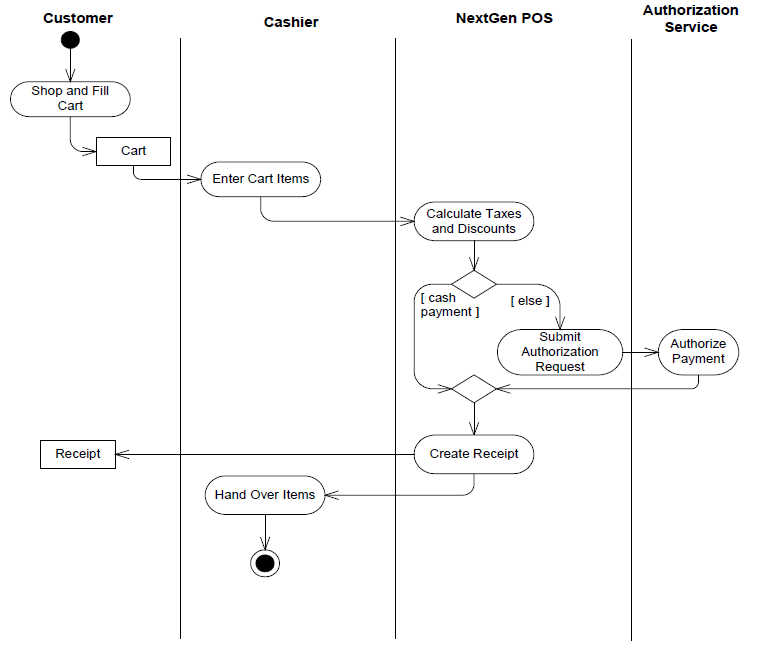 Customer
Cashier
NextGen POS
Authorization
Service
Shop and Fill
Cart
Cart
Enter Cart Items
Calculate Taxes
and Discounts
[ cash
payment ]
[ else ]
Submit
Authorization
Request
Authorize
Payment
Receipt
Create Receipt
Hand Over Items